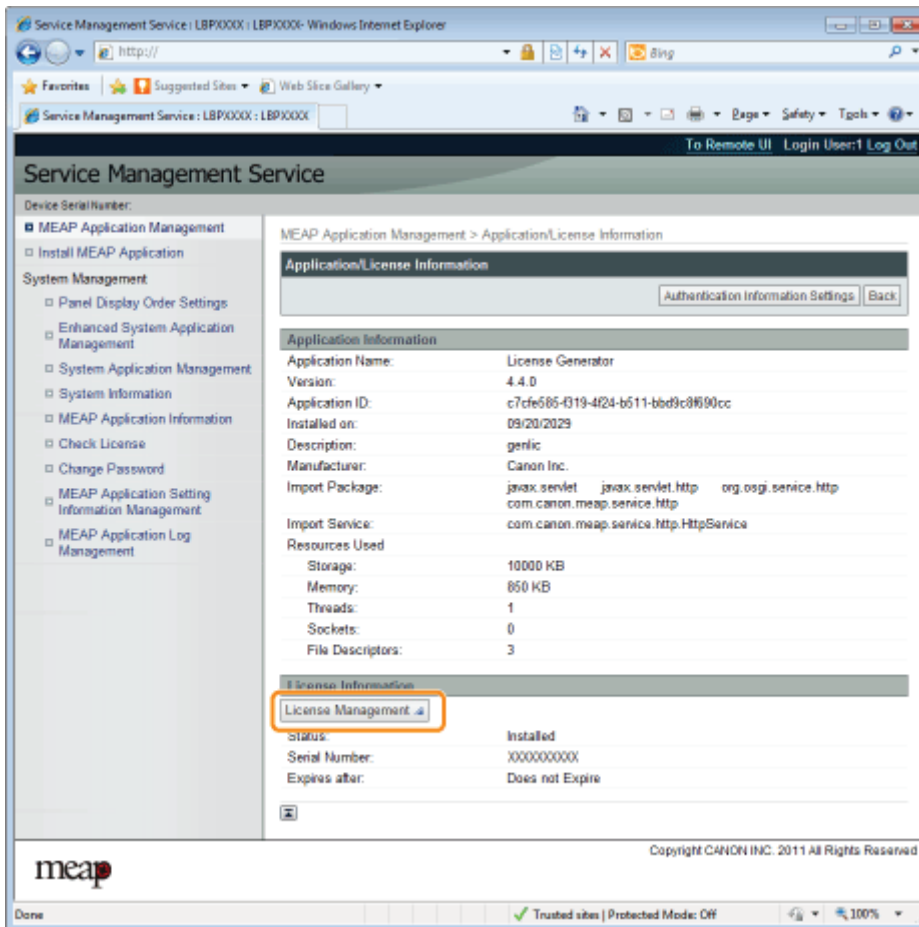 Service Management Service : LBPXXXX : LBPXXXX- Windows Internet Explorer
http://
Bing
Favorites Suggested Sites Web Slice Gallery
Service Management Service : LBPXXXX : LBPXXXX
Page Safety Tools
To Remote UI Login User:1 Log Out
Service Management Service
Device Serial Number:
MEAP Application Management
Install MEAP Application
System Management
Panel Display Order Settings
Enhanced System Application
Management
System Application Management
System Information
MEAP Application Information
Check License
Change Password
MEAP Application Setting
Information Management
MEAP Application Log
Management
MEAP Application Management > Application/License Information
Application/License Information
Authentication Information Settings Back
Application Information
Application Name: License Generator
Version: 4.4.0
Application ID: c7cfe585-f319-4f24-b511-bbd9c8f690cc
Installed on: 09/20/2029
Description: genlic
Manufacturer: Canon Inc.
Import Package: javax.servlet javax.servlet.http org.osgi.service.http
com.canon.meap.service.http
Import Service: com.canon.meap.service.http.HttpService
Resources Used
Storage: 10000 KB
Memory: 850 KB
Threads: 1
Sockets: 0
File Descriptors: 3
License Information
License Management
Status: Installed
Serial Number: XXXXXXXXXX
Expires after: Does not Expire
Copyright CANON INC. 2011 All Rights Reserved
meap
Done Trusted sites | Protected Mode: Off 100%